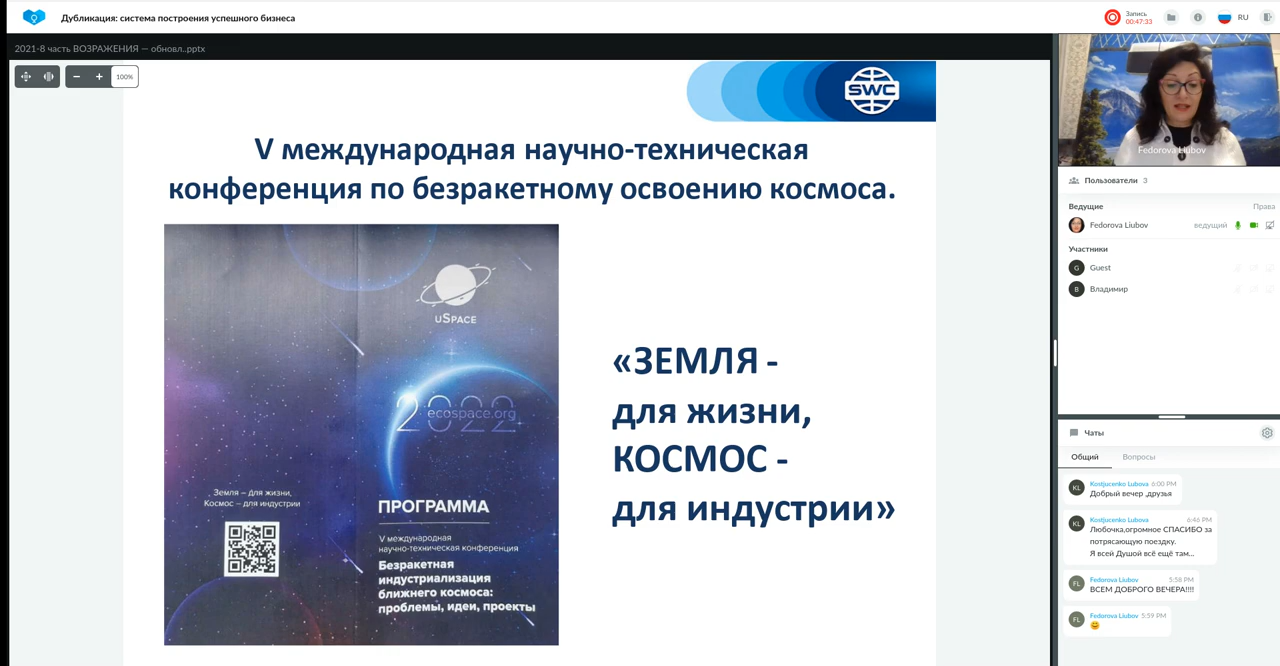 Дубликация: система построения успешного бизнеса
Запись
00:47:33
RU
2021-8 часть ВОЗРАЖЕНИЯ — обновл..pptx
100%
SWC
V международная научно-техническая
конференция по безракетному освоению космоса.
uSpace
2022
ecospace.org
Земля – для жизни,
Космос – для индустрии
ПРОГРАММА
V международная
научно-техническая конференция
Безракетная
индустриализация
ближнего космоса:
проблемы, идеи, проекты
«ЗЕМЛЯ -
для жизни,
КОСМОС -
для индустрии»
Fedorova Liubov
Пользователи 3
Ведущие Права
Fedorova Liubov ведущий
Участники
G Guest
В Владимир
Чаты
Общий Вопросы
KL Kostjucenko Lubova 6:00 PM
Добрый вечер ,друзья
KL Kostjucenko Lubova 6:46 PM
Любочка,огромное СПАСИБО за
потрясающую поездку.
Я всей Душой всё ещё там...
FL Fedorova Liubov 5:58 PM
ВСЕМ ДОБРОГО ВЕЧЕРА!!!!
FL Fedorova Liubov 5:59 PM
😀